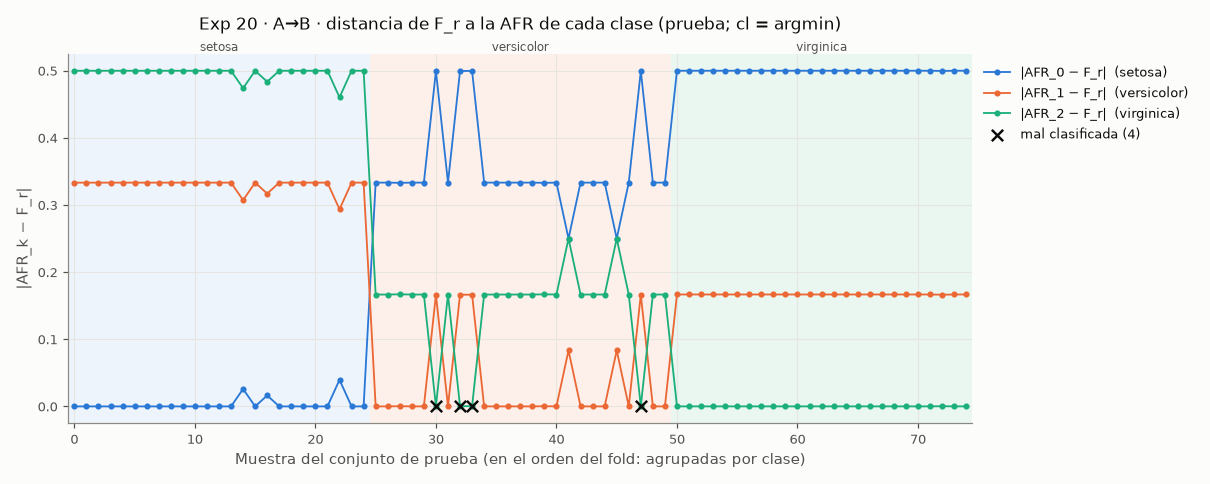 Exp 20 · A→B · distancia de F_r a la AFR de cada clase (prueba; cl = argmin)
setosa
versicolor
virginica
|AFR_0 − F_r| (setosa)
|AFR_1 − F_r| (versicolor)
|AFR_2 − F_r| (virginica)
mal clasificada (4)
|AFR_k − F_r|
0.5
0.4
0.3
0.2
0.1
0.0
0 10 20 30 40 50 60 70
Muestra del conjunto de prueba (en el orden del fold: agrupadas por clase)